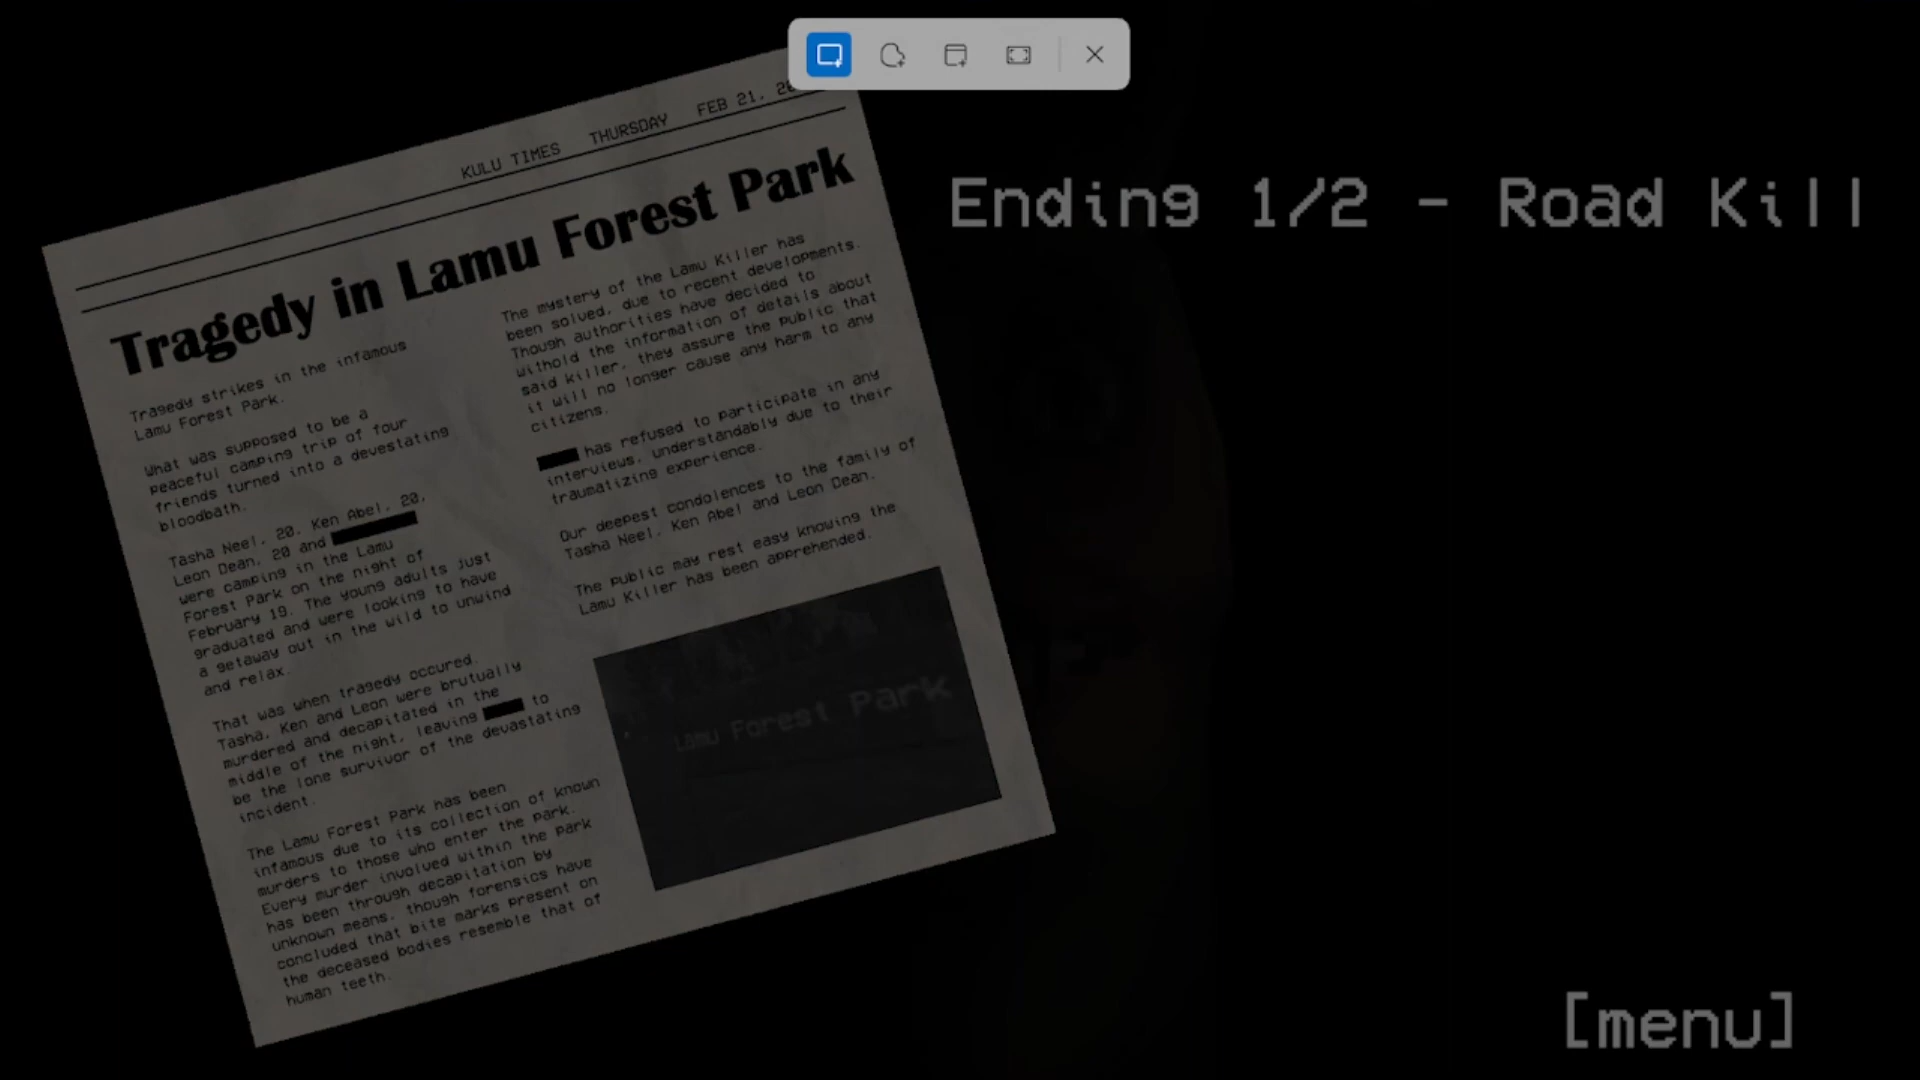 KULU TIMES THURSDAY FEB 21,
Tragedy in Lamu Forest Park
Tragedy strikes in the infamous
Lamu Forest Park.
What was supposed to be a
peaceful camping trip of four
friends turned into a devestating
bloodbath.
Tasha Neel, 20, Ken Abel, 20,
Leon Dean, 20 and
were camping in the Lamu
Forest Park on the night of
February 19. The young adults just
graduated and were looking to have
a getaway out in the wild to unwind
and relax.
That was when tragedy occured.
Tasha, Ken and Leon were brutually
murdered and decapitated in the
middle of the night, leaving to
be the lone survivor of the devastating
incident.
The Lamu Forest Park has been
infamous due to its collection of known
murders to those who enter the park.
Every murder involved within the park
has been through decapitation by
unknown means, though forensics have
concluded that bite marks present on
the deceased bodies resemble that of
human teeth.
The mystery of the Lamu Killer has
been solved, due to recent developments.
Though authorities have decided to
withold the information of details about
said killer, they assure the public that
it will no longer cause any harm to any
citizens.
has refused to participate in any
interviews, understandably due to their
traumatizing experience.
Our deepest condolences to the family of
Tasha Neel, Ken Abel and Leon Dean.
The public may rest easy knowing the
Lamu Killer has been apprehended.
Lamu Forest Park
Ending 1/2 - Road Kill
[menu]